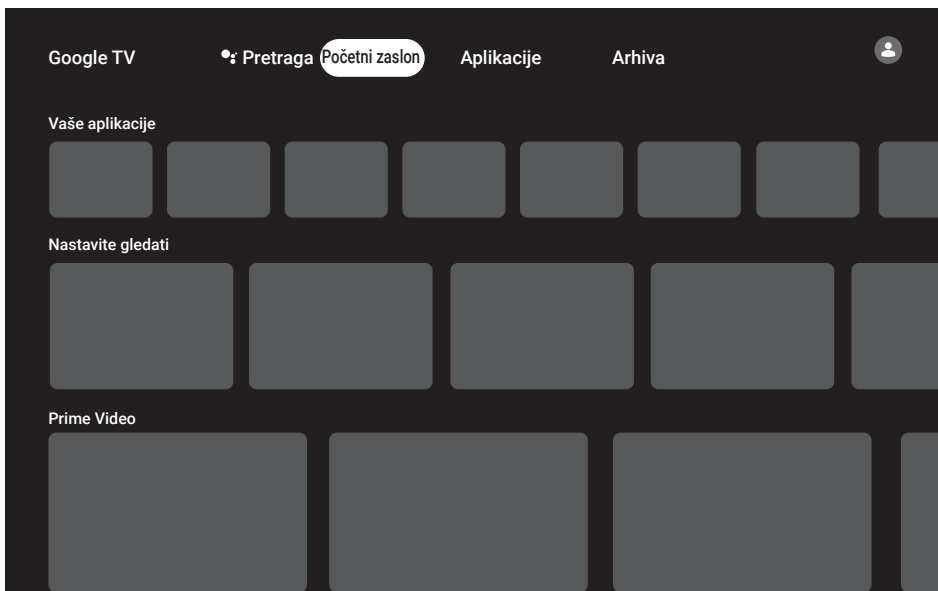 Google TV Pretraga Početni zaslon Aplikacije Arhiva
Vaše aplikacije
Nastavite gledati
Prime Video